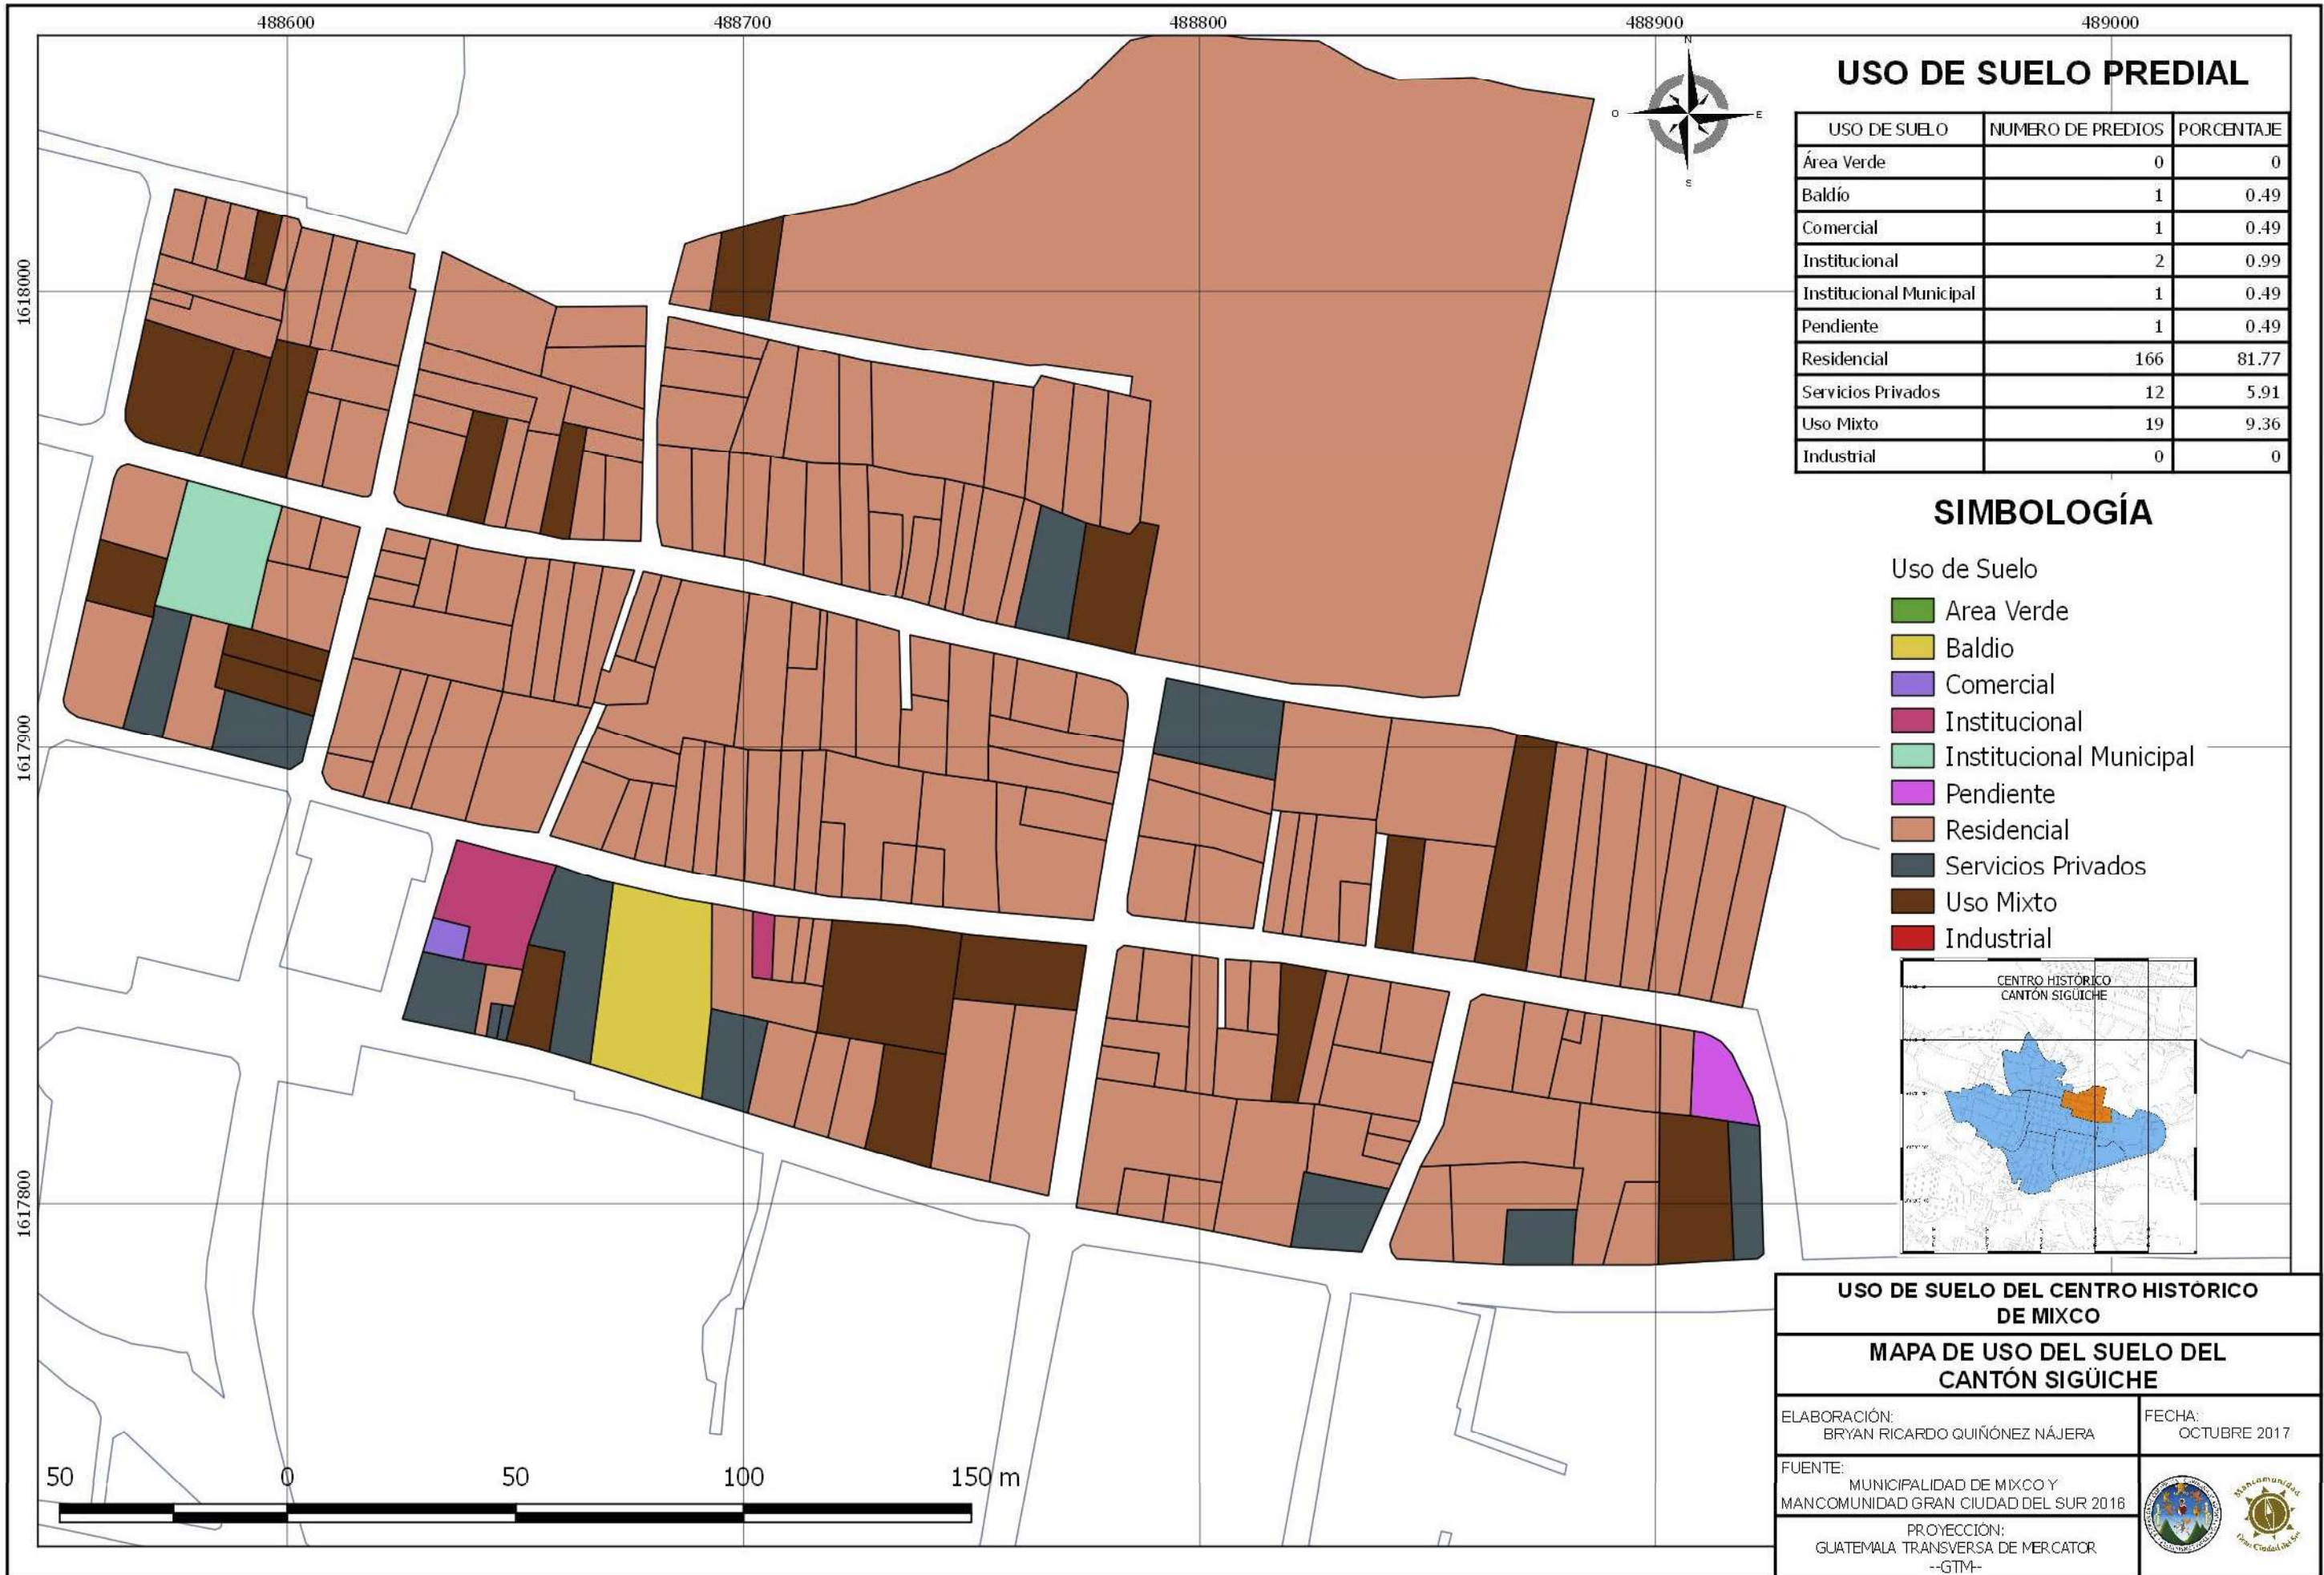 488600 488700 488800 488900 489000
1618000
1617900
1617800
N
O E
S
USO DE SUELO PREDIAL
USO DE SUELO NUMERO DE PREDIOS PORCENTAJE
Área Verde 0 0
Baldío 1 0.49
Comercial 1 0.49
Institucional 2 0.99
Institucional Municipal 1 0.49
Pendiente 1 0.49
Residencial 166 81.77
Servicios Privados 12 5.91
Uso Mixto 19 9.36
Industrial 0 0
SIMBOLOGÍA
Uso de Suelo
Area Verde
Baldio
Comercial
Institucional
Institucional Municipal
Pendiente
Residencial
Servicios Privados
Uso Mixto
Industrial
CENTRO HISTÓRICO
CANTÓN SIGÜICHE
50 0 50 100 150 m
USO DE SUELO DEL CENTRO HISTÓRICO
DE MIXCO
MAPA DE USO DEL SUELO DEL
CANTÓN SIGÜICHE
ELABORACIÓN:
BRYAN RICARDO QUIÑÓNEZ NÁJERA
FECHA:
OCTUBRE 2017
FUENTE:
MUNICIPALIDAD DE MIXCO Y
MANCOMUNIDAD GRAN CIUDAD DEL SUR 2016
PROYECCIÓN:
GUATEMALA TRANSVERSA DE MERCATOR
--GTM--
Mancomunidad
Gran Ciudad del Sur